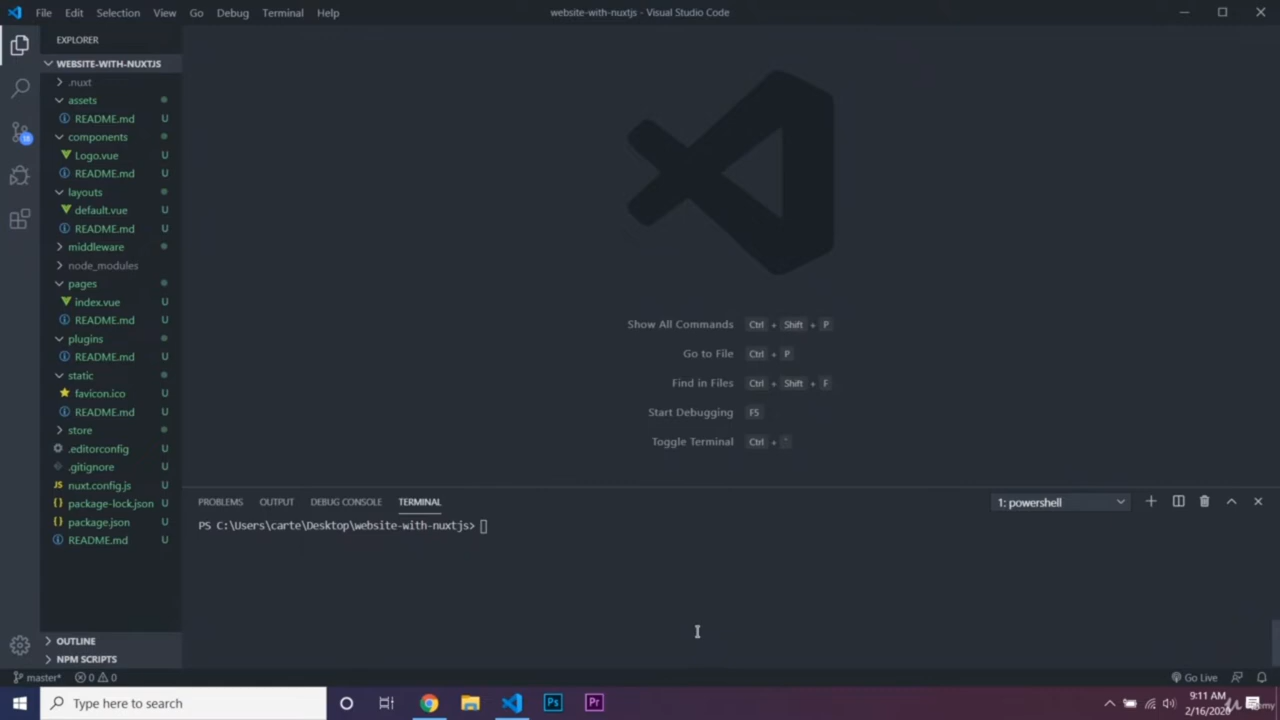 File Edit Selection View Go Debug Terminal Help
website-with-nuxtjs - Visual Studio Code
EXPLORER
WEBSITE-WITH-NUXTJS
.nuxt
assets
README.md U
components
Logo.vue U
README.md U
layouts
default.vue U
README.md U
middleware
node_modules
pages
index.vue U
README.md U
plugins
README.md U
static
favicon.ico U
README.md U
store
.editorconfig U
.gitignore U
nuxt.config.js U
package-lock.json U
package.json U
README.md U
OUTLINE
NPM SCRIPTS
Show All Commands Ctrl + Shift + P
Go to File Ctrl + P
Find in Files Ctrl + Shift + F
Start Debugging F5
Toggle Terminal Ctrl + `
PROBLEMS OUTPUT DEBUG CONSOLE TERMINAL
1: powershell
PS C:\Users\carte\Desktop\website-with-nuxtjs>
master* 0 0
Go Live
Type here to search
Ps Pr
9:11 AM
2/16/2020